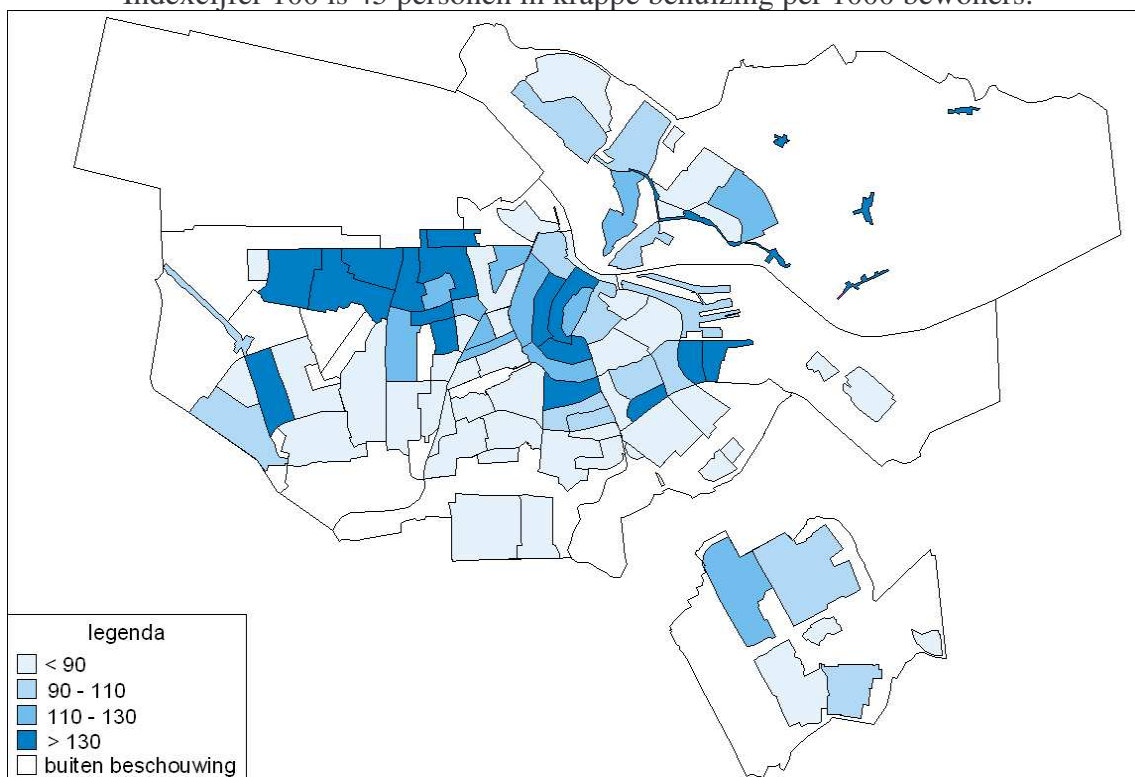 Indexcijfer 100 is 43 personen in krappe behuizing per 1000 bewoners.
legenda
< 90
90 - 110
110 - 130
> 130
buiten beschouwing